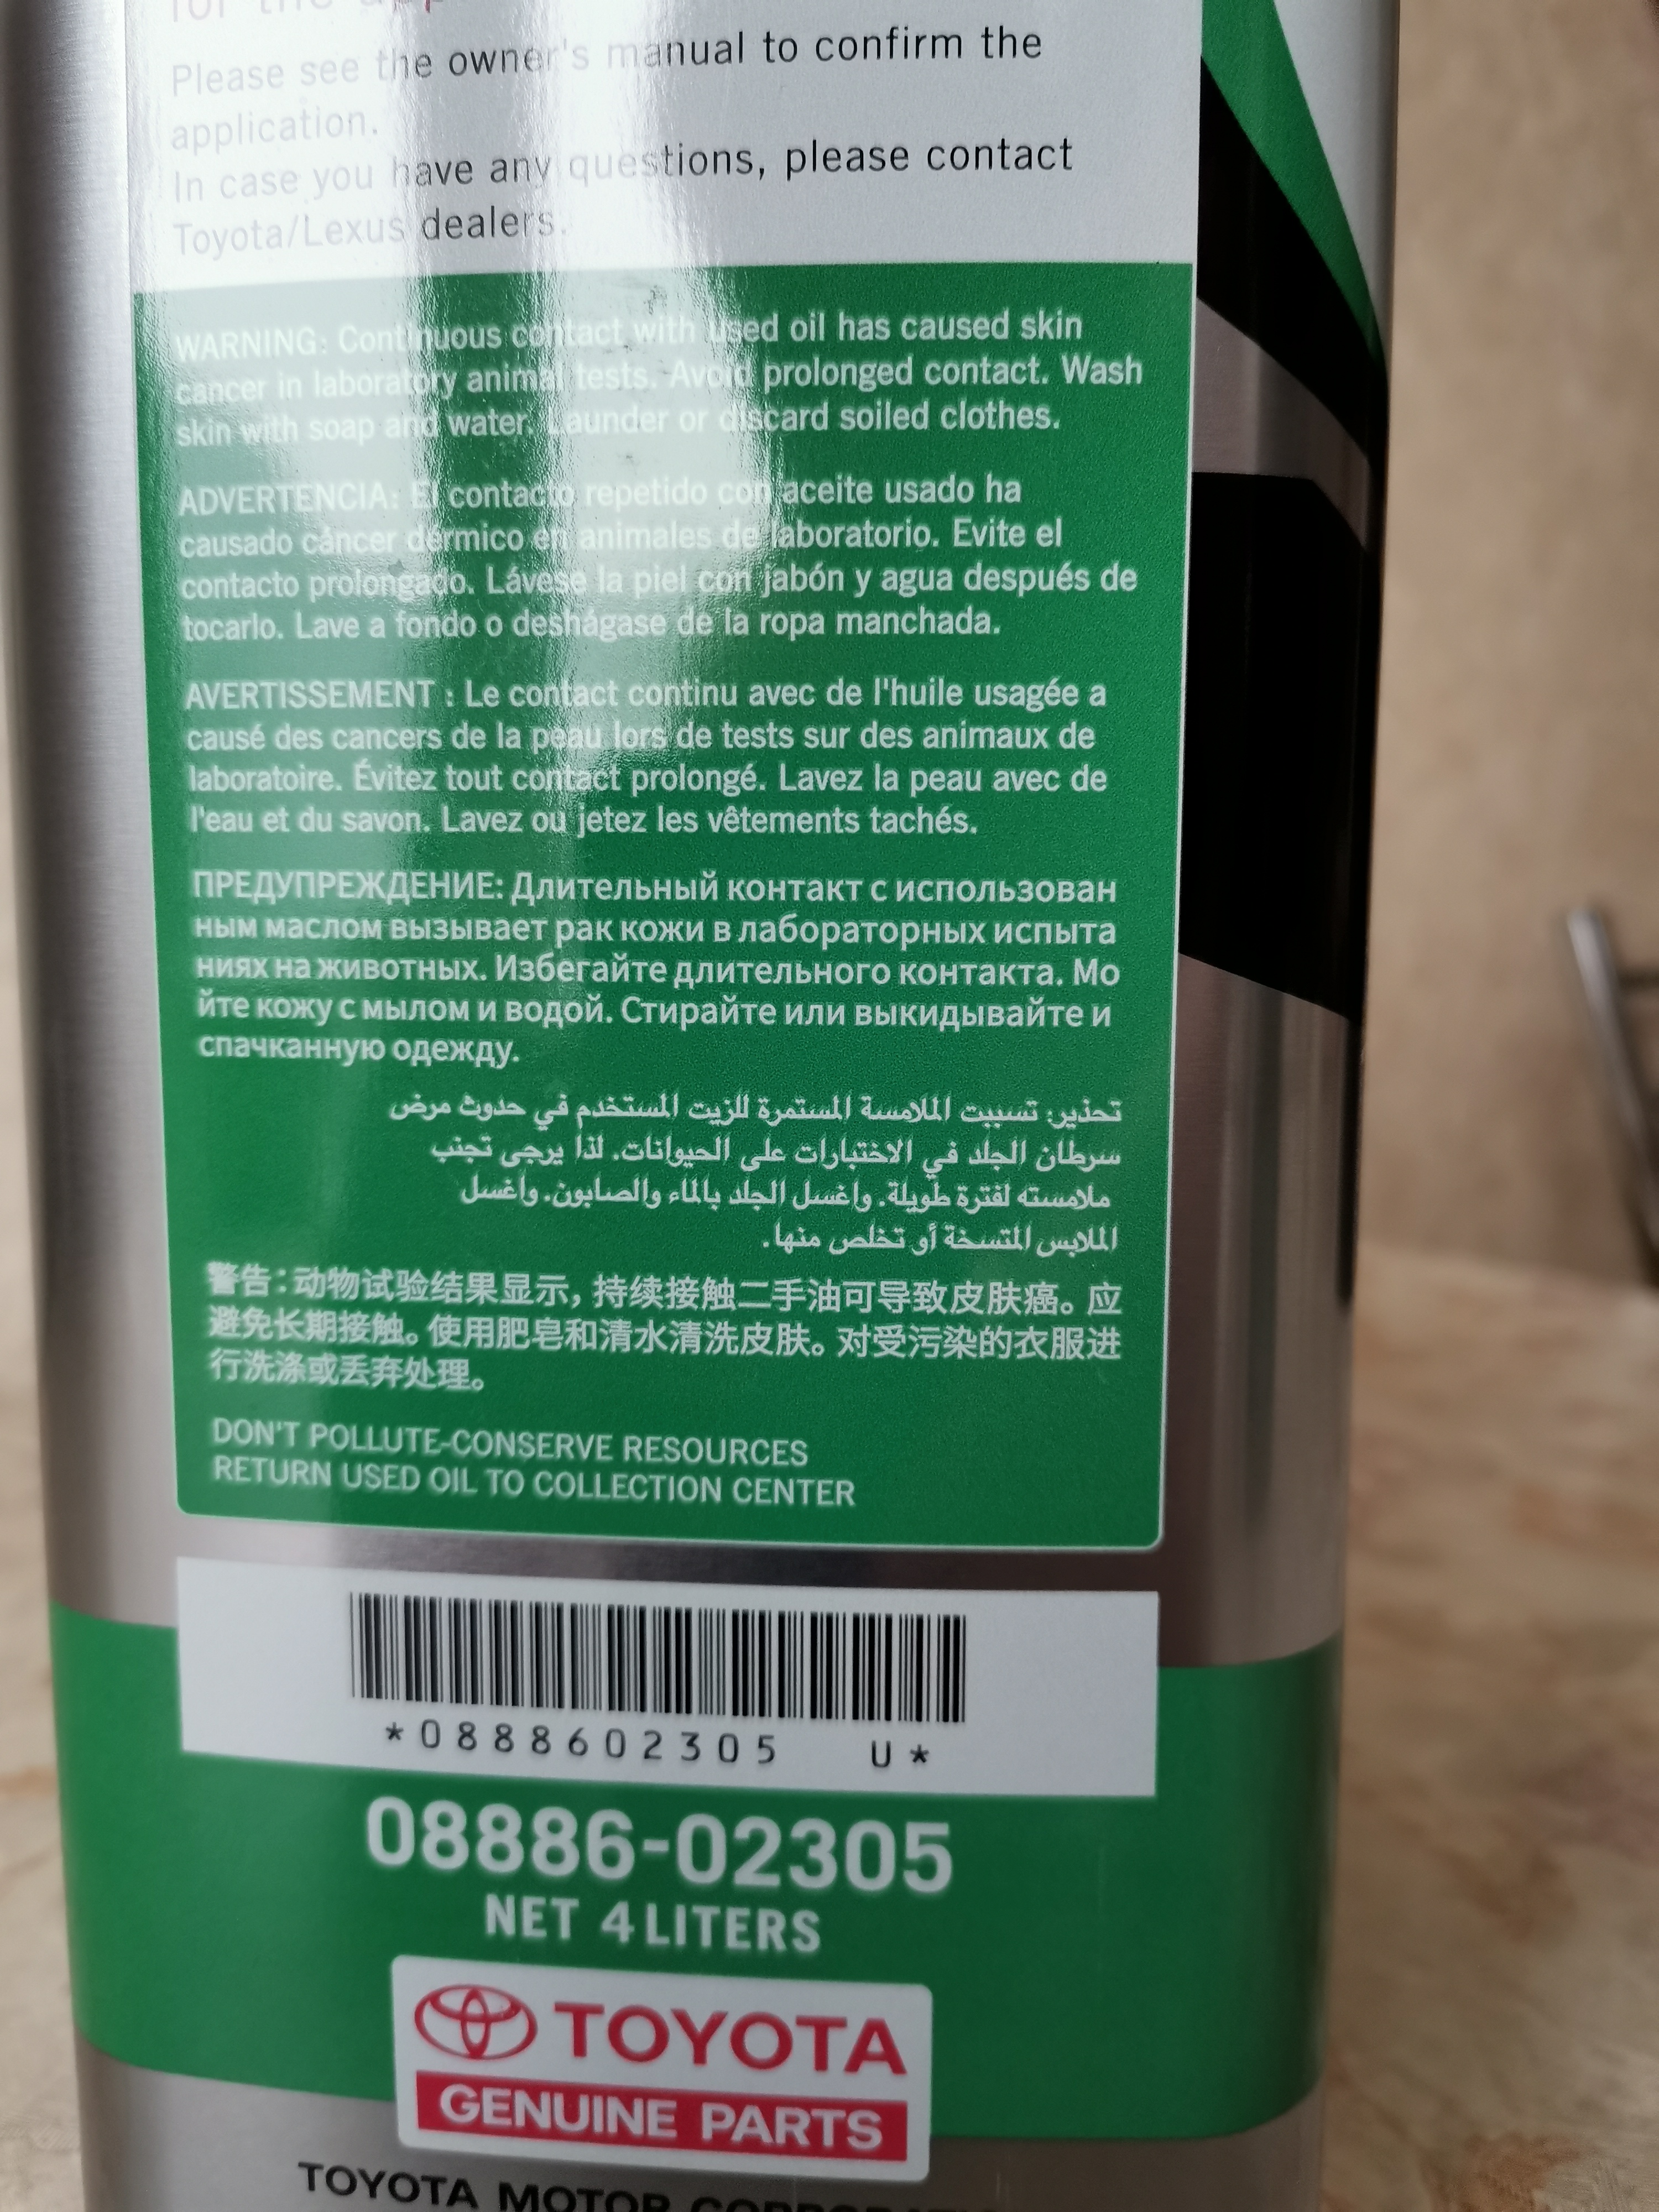 for the app
Please see the owner's manual to confirm the
application.
In case you have any questions, please contact
Toyota/Lexus dealers.
WARNING: Continuous contact with used oil has caused skin
cancer in laboratory animal tests. Avoid prolonged contact. Wash
skin with soap and water. Launder or discard soiled clothes.
ADVERTENCIA: El contacto repetido con aceite usado ha
causado cáncer dérmico en animales de laboratorio. Evite el
contacto prolongado. Lávese la piel con jabón y agua después de
tocarlo. Lave a fondo o deshágase de la ropa manchada.
AVERTISSEMENT : Le contact continu avec de l'huile usagée a
causé des cancers de la peau lors de tests sur des animaux de
laboratoire. Évitez tout contact prolongé. Lavez la peau avec de
l'eau et du savon. Lavez ou jetez les vêtements tachés.
ПРЕДУПРЕЖДЕНИЕ: Длительный контакт с использован
ным маслом вызывает рак кожи в лабораторных испыта
ниях на животных. Избегайте длительного контакта. Мо
йте кожу с мылом и водой. Стирайте или выкидывайте и
спачканную одежду.
تحذير: تسببت الملامسة المستمرة للزيت المستخدم في حدوث مرض
سرطان الجلد في الاختبارات على الحيوانات. لذا يرجى تجنب
ملامسته لفترة طويلة. واغسل الجلد بالماء والصابون. واغسل
الملابس المتسخة أو تخلص منها.
警告：动物试验结果显示，持续接触二手油可导致皮肤癌。应
避免长期接触。使用肥皂和清水清洗皮肤。对受污染的衣服进
行洗涤或丢弃处理。
DON'T POLLUTE-CONSERVE RESOURCES
RETURN USED OIL TO COLLECTION CENTER
*0888602305 U*
08886-02305
NET 4 LITERS
TOYOTA
GENUINE PARTS
TOYOTA MOTOR